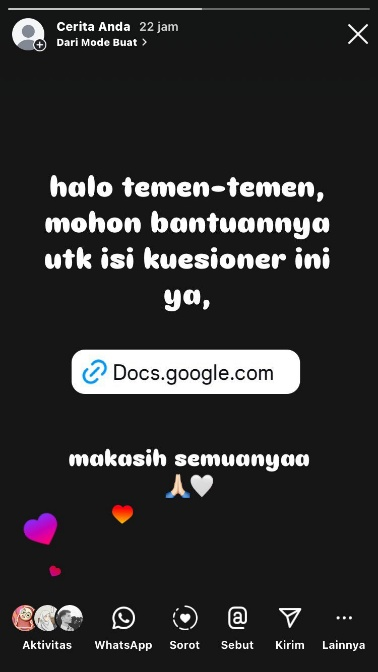 Cerita Anda 22 jam
Dari Mode Buat >
halo temen-temen,
mohon bantuannya
utk isi kuesioner ini
ya,
Docs.google.com
makasih semuanyaa
🙏🏻🤍
Aktivitas WhatsApp Sorot Sebut Kirim Lainnya